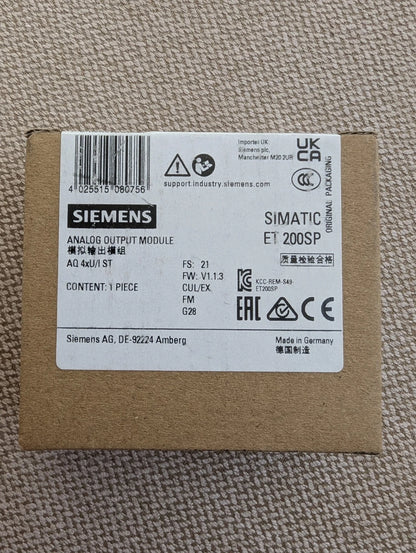 4 025515 080756
Importer UK:
Siemens plc,
Manchester M20 2UR
UK
CA
support.industry.siemens.com
CCC
ORIGINAL PACKAGING
SIEMENS
SIMATIC
ET 200SP
ANALOG OUTPUT MODULE
模拟输出模组
AQ 4xU/I ST
CONTENT: 1 PIECE
FS: 21
FW: V1.1.3
CUL/EX
FM
G28
质量检验合格
KCC-REM-S49
ET200SP
EAC
CE
Siemens AG, DE-92224 Amberg
Made in Germany
德国制造